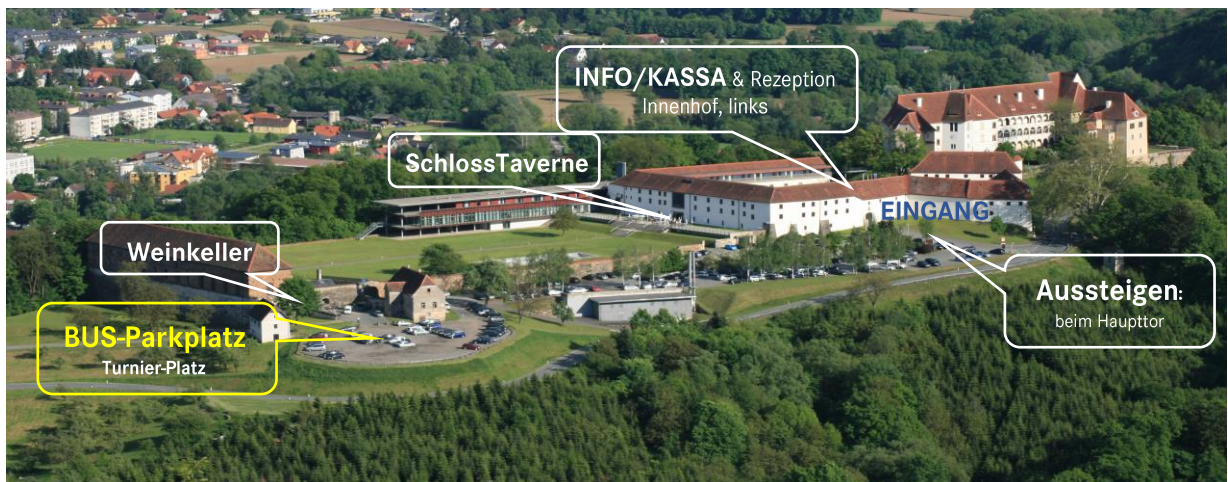 INFO/KASSA & Rezeption
Innenhof, links
SchlossTaverne
EINGANG
Weinkeller
Aussteigen:
beim Haupttor
BUS-Parkplatz
Turnier-Platz